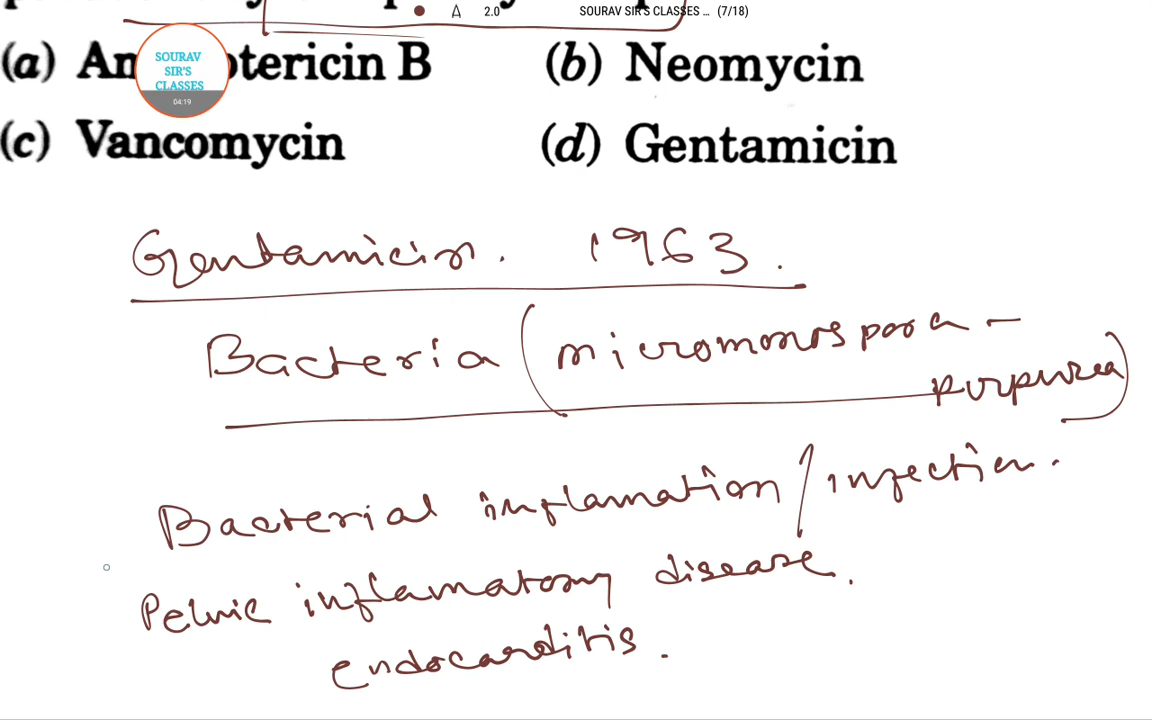 A 2.0 SOURAV SIR'S CLASSES ... (7/18)
(a) An tericin B (b) Neomycin
SOURAV
SIR'S
CLASSES
04:19
(c) Vancomycin (d) Gentamicin
Gentamicin. 1963.
Bacteria (micromonospora -
purpurea)
Bacterial inflamation / infection.
Pelvic inflamatory disease.
endocarditis.